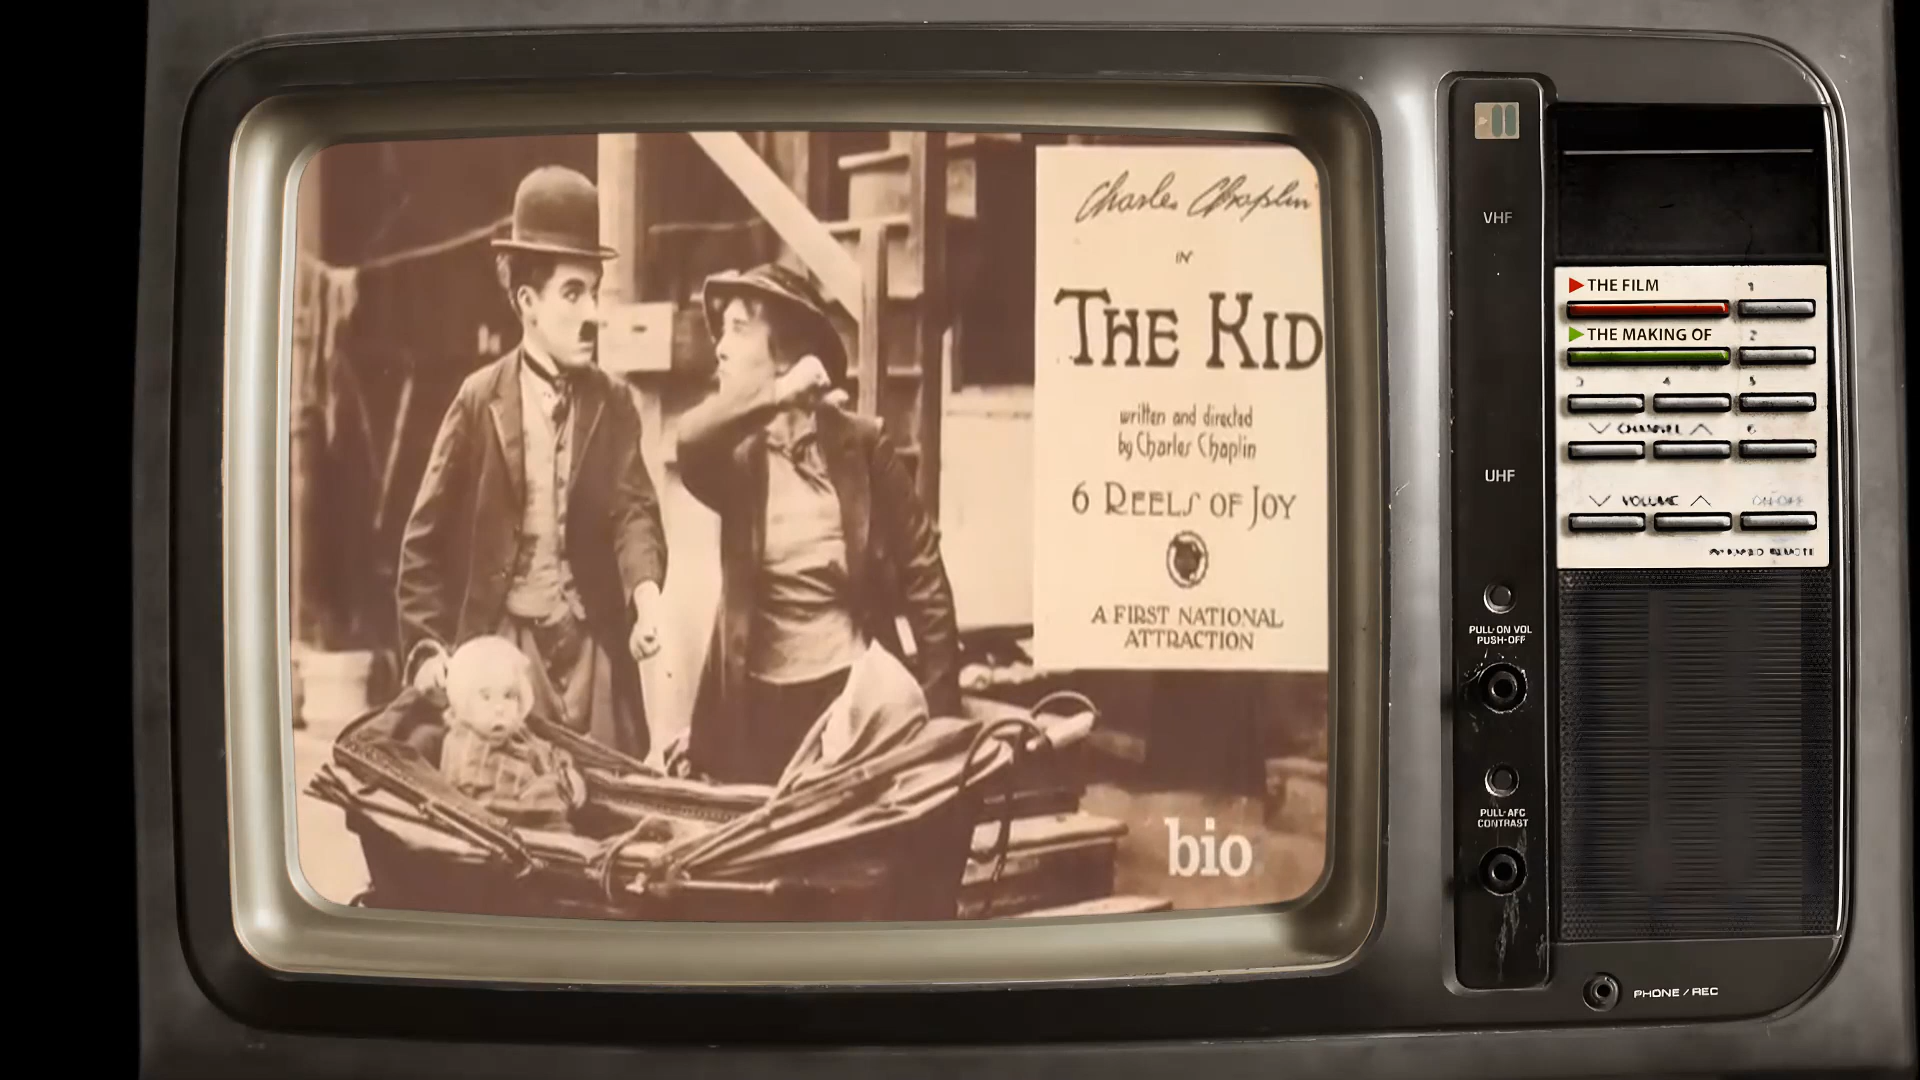 Charles Chaplin
IN
THE KID
written and directed
by Charles Chaplin
6 REELS OF JOY
A FIRST NATIONAL
ATTRACTION
bio
VHF
UHF
PULL-ON VOL
PUSH-OFF
PULL-AFC
CONTRAST
THE FILM
1
THE MAKING OF
2
3 4 5
CHANNEL 6
VOLUME ON-OFF
PHONE / REC